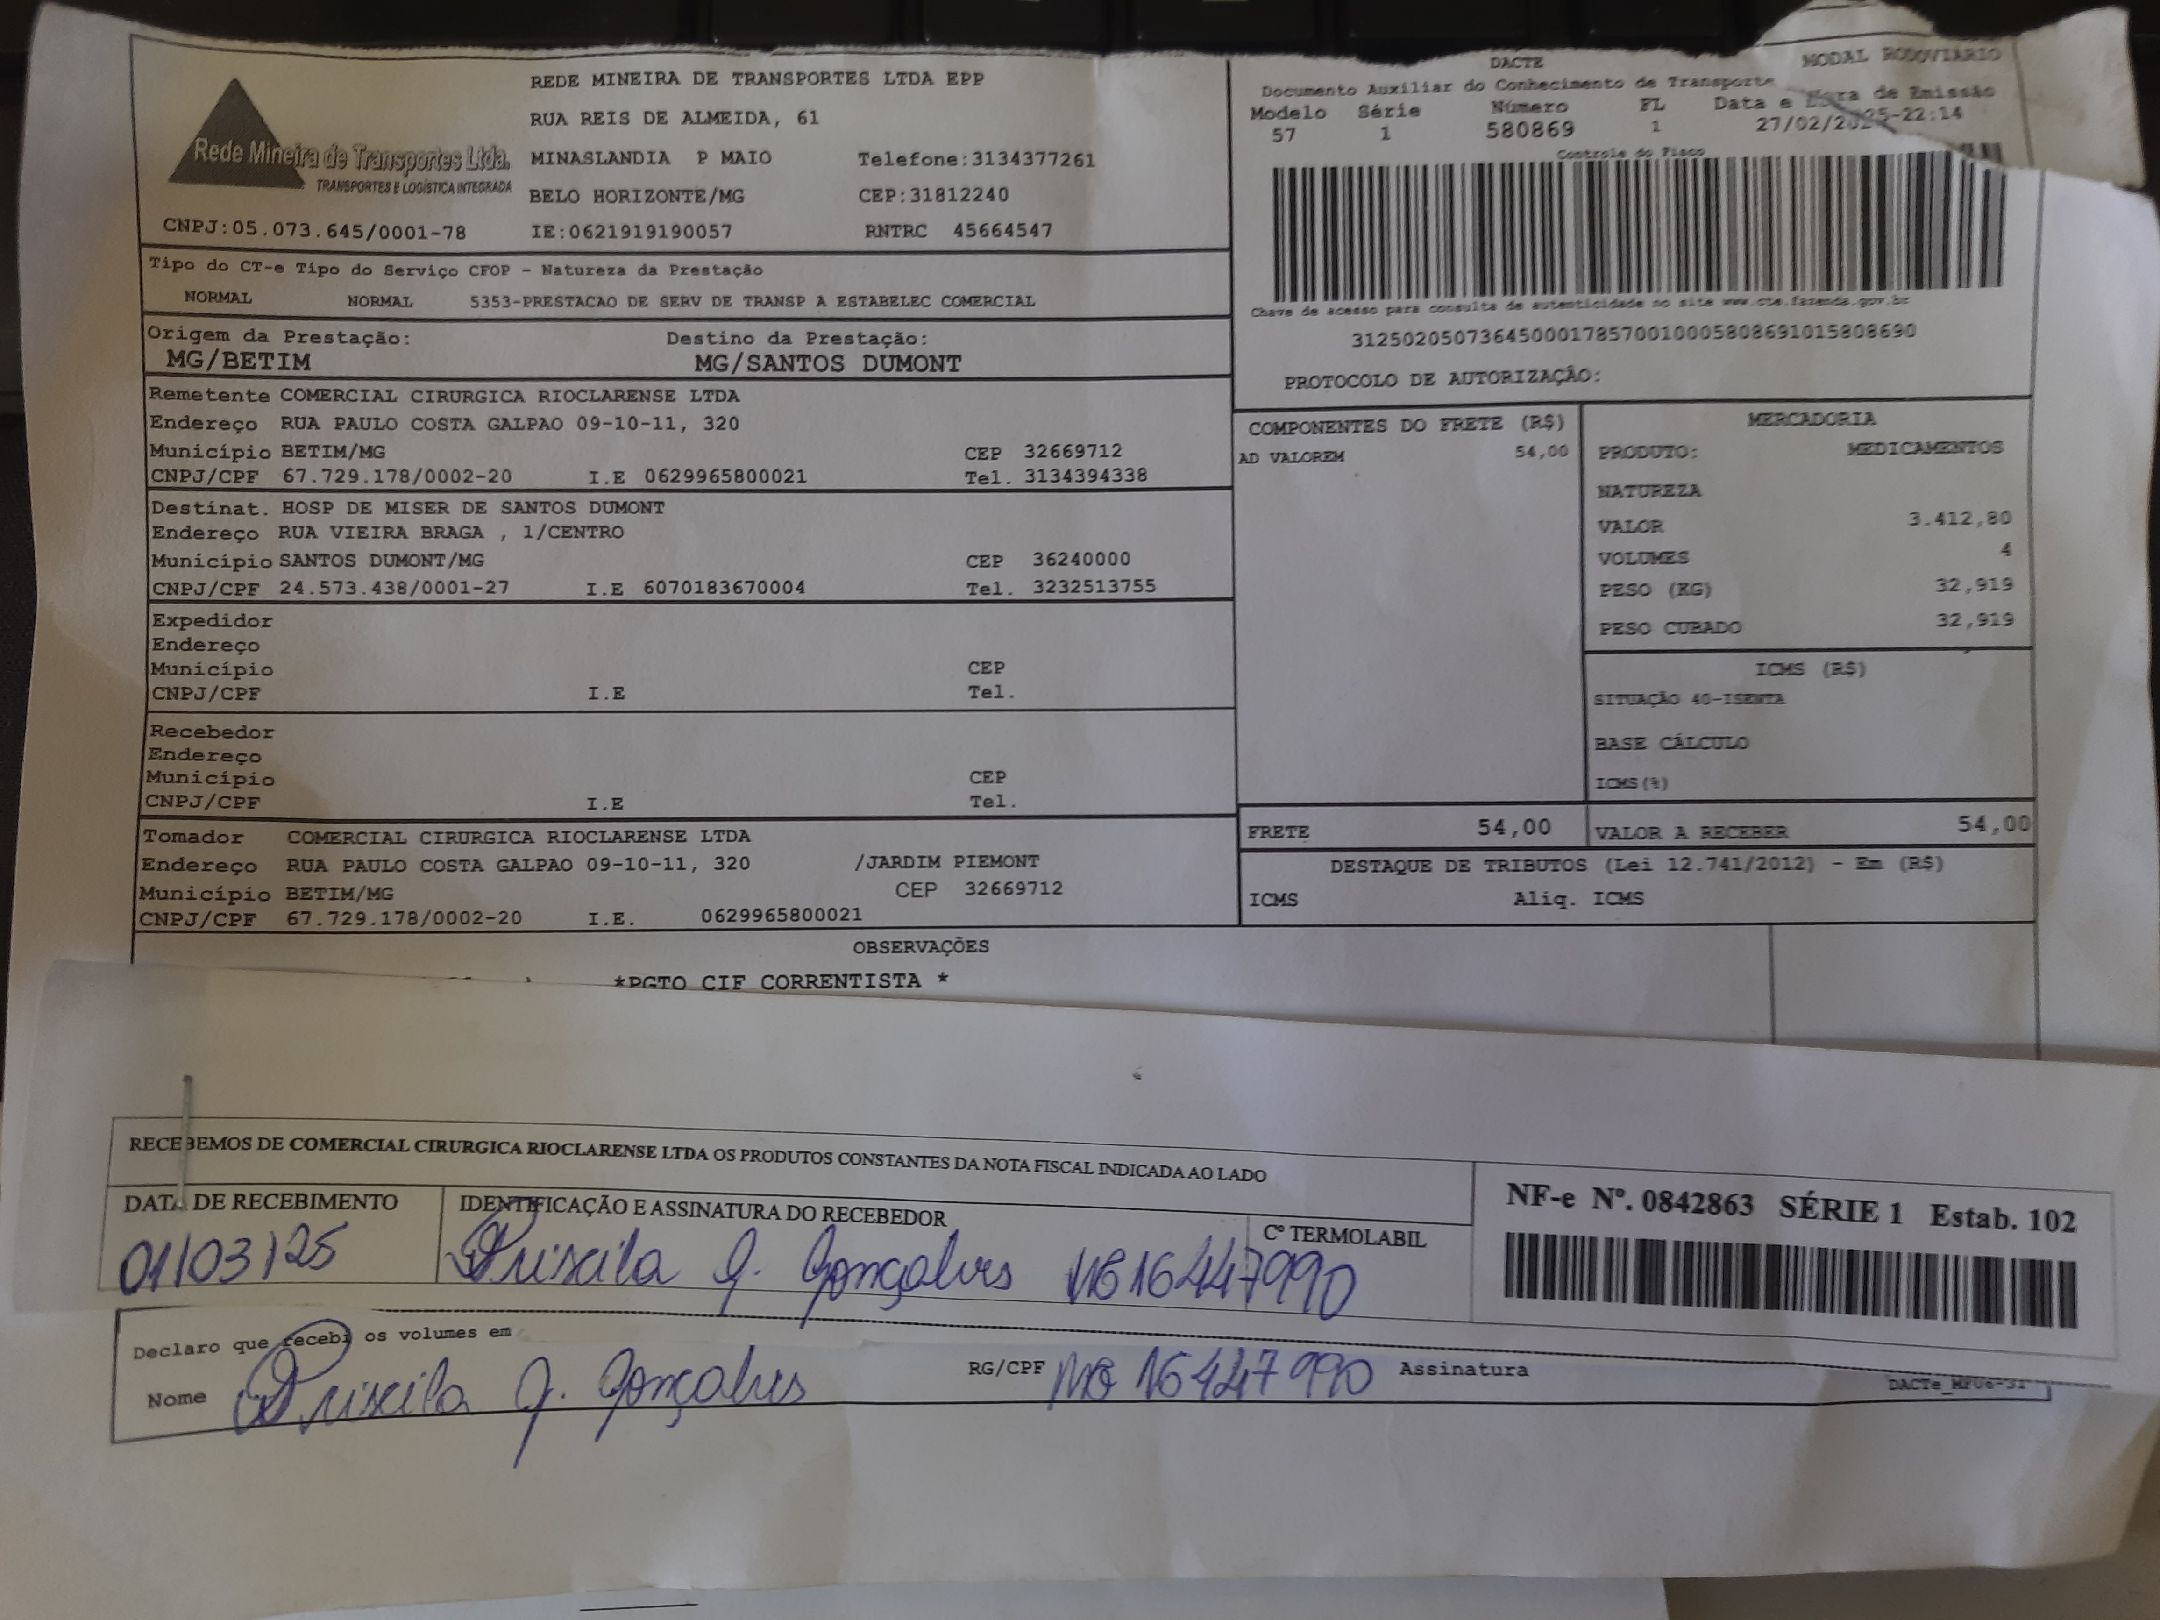 REDE MINEIRA DE TRANSPORTES LTDA EPP
RUA REIS DE ALMEIDA, 61
Rede Mineira de Transportes Ltda.
TRANSPORTES E LOGÍSTICA INTEGRADA
MINASLANDIA P MAIO Telefone:3134377261
BELO HORIZONTE/MG CEP:31812240
CNPJ:05.073.645/0001-78 IE:0621919190057 RNTRC 45664547
DACTE MODAL RODOVIÁRIO
Documento Auxiliar do Conhecimento de Transporte
Modelo Série Número FL Data e Hora de Emissão
57 1 580869 1 27/02/2025-22:14
Controle do Fisco
Chave de acesso para consulta de autenticidade no site www.cte.fazenda.gov.br
31250205073645000178570010005808691015808690
PROTOCOLO DE AUTORIZAÇÃO:
Tipo do CT-e Tipo do Serviço CFOP - Natureza da Prestação
NORMAL NORMAL 5353-PRESTACAO DE SERV DE TRANSP A ESTABELEC COMERCIAL
Origem da Prestação: Destino da Prestação:
MG/BETIM MG/SANTOS DUMONT
Remetente COMERCIAL CIRURGICA RIOCLARENSE LTDA
Endereço RUA PAULO COSTA GALPAO 09-10-11, 320
Município BETIM/MG CEP 32669712
CNPJ/CPF 67.729.178/0002-20 I.E 0629965800021 Tel. 3134394338
Destinat. HOSP DE MISER DE SANTOS DUMONT
Endereço RUA VIEIRA BRAGA , 1/CENTRO
Município SANTOS DUMONT/MG CEP 36240000
CNPJ/CPF 24.573.438/0001-27 I.E 6070183670004 Tel. 3232513755
Expedidor
Endereço
Município CEP
CNPJ/CPF I.E Tel.
Recebedor
Endereço
Município CEP
CNPJ/CPF I.E Tel.
Tomador COMERCIAL CIRURGICA RIOCLARENSE LTDA
Endereço RUA PAULO COSTA GALPAO 09-10-11, 320 /JARDIM PIEMONT
Município BETIM/MG CEP 32669712
CNPJ/CPF 67.729.178/0002-20 I.E. 0629965800021
COMPONENTES DO FRETE (R$)
AD VALOREM 54,00
MERCADORIA
PRODUTO: MEDICAMENTOS
NATUREZA
VALOR 3.412,80
VOLUMES 4
PESO (KG) 32,919
PESO CUBADO 32,919
ICMS (R$)
SITUAÇÃO 40-ISENTA
BASE CÁLCULO
ICMS(%)
FRETE 54,00 VALOR A RECEBER 54,00
DESTAQUE DE TRIBUTOS (Lei 12.741/2012) - Em (R$)
ICMS Aliq. ICMS
OBSERVAÇÕES
*PGTO CIF CORRENTISTA *
RECEBEMOS DE COMERCIAL CIRURGICA RIOCLARENSE LTDA OS PRODUTOS CONSTANTES DA NOTA FISCAL INDICADA AO LADO
DATA DE RECEBIMENTO IDENTIFICAÇÃO E ASSINATURA DO RECEBEDOR Cº TERMOLABIL
01/03/25 Priscila G. Gonçalves MG 16447990
NF-e Nº. 0842863 SÉRIE 1 Estab. 102
Declaro que recebi os volumes em
Nome Priscila G. Gonçalves RG/CPF MG 16447990 Assinatura